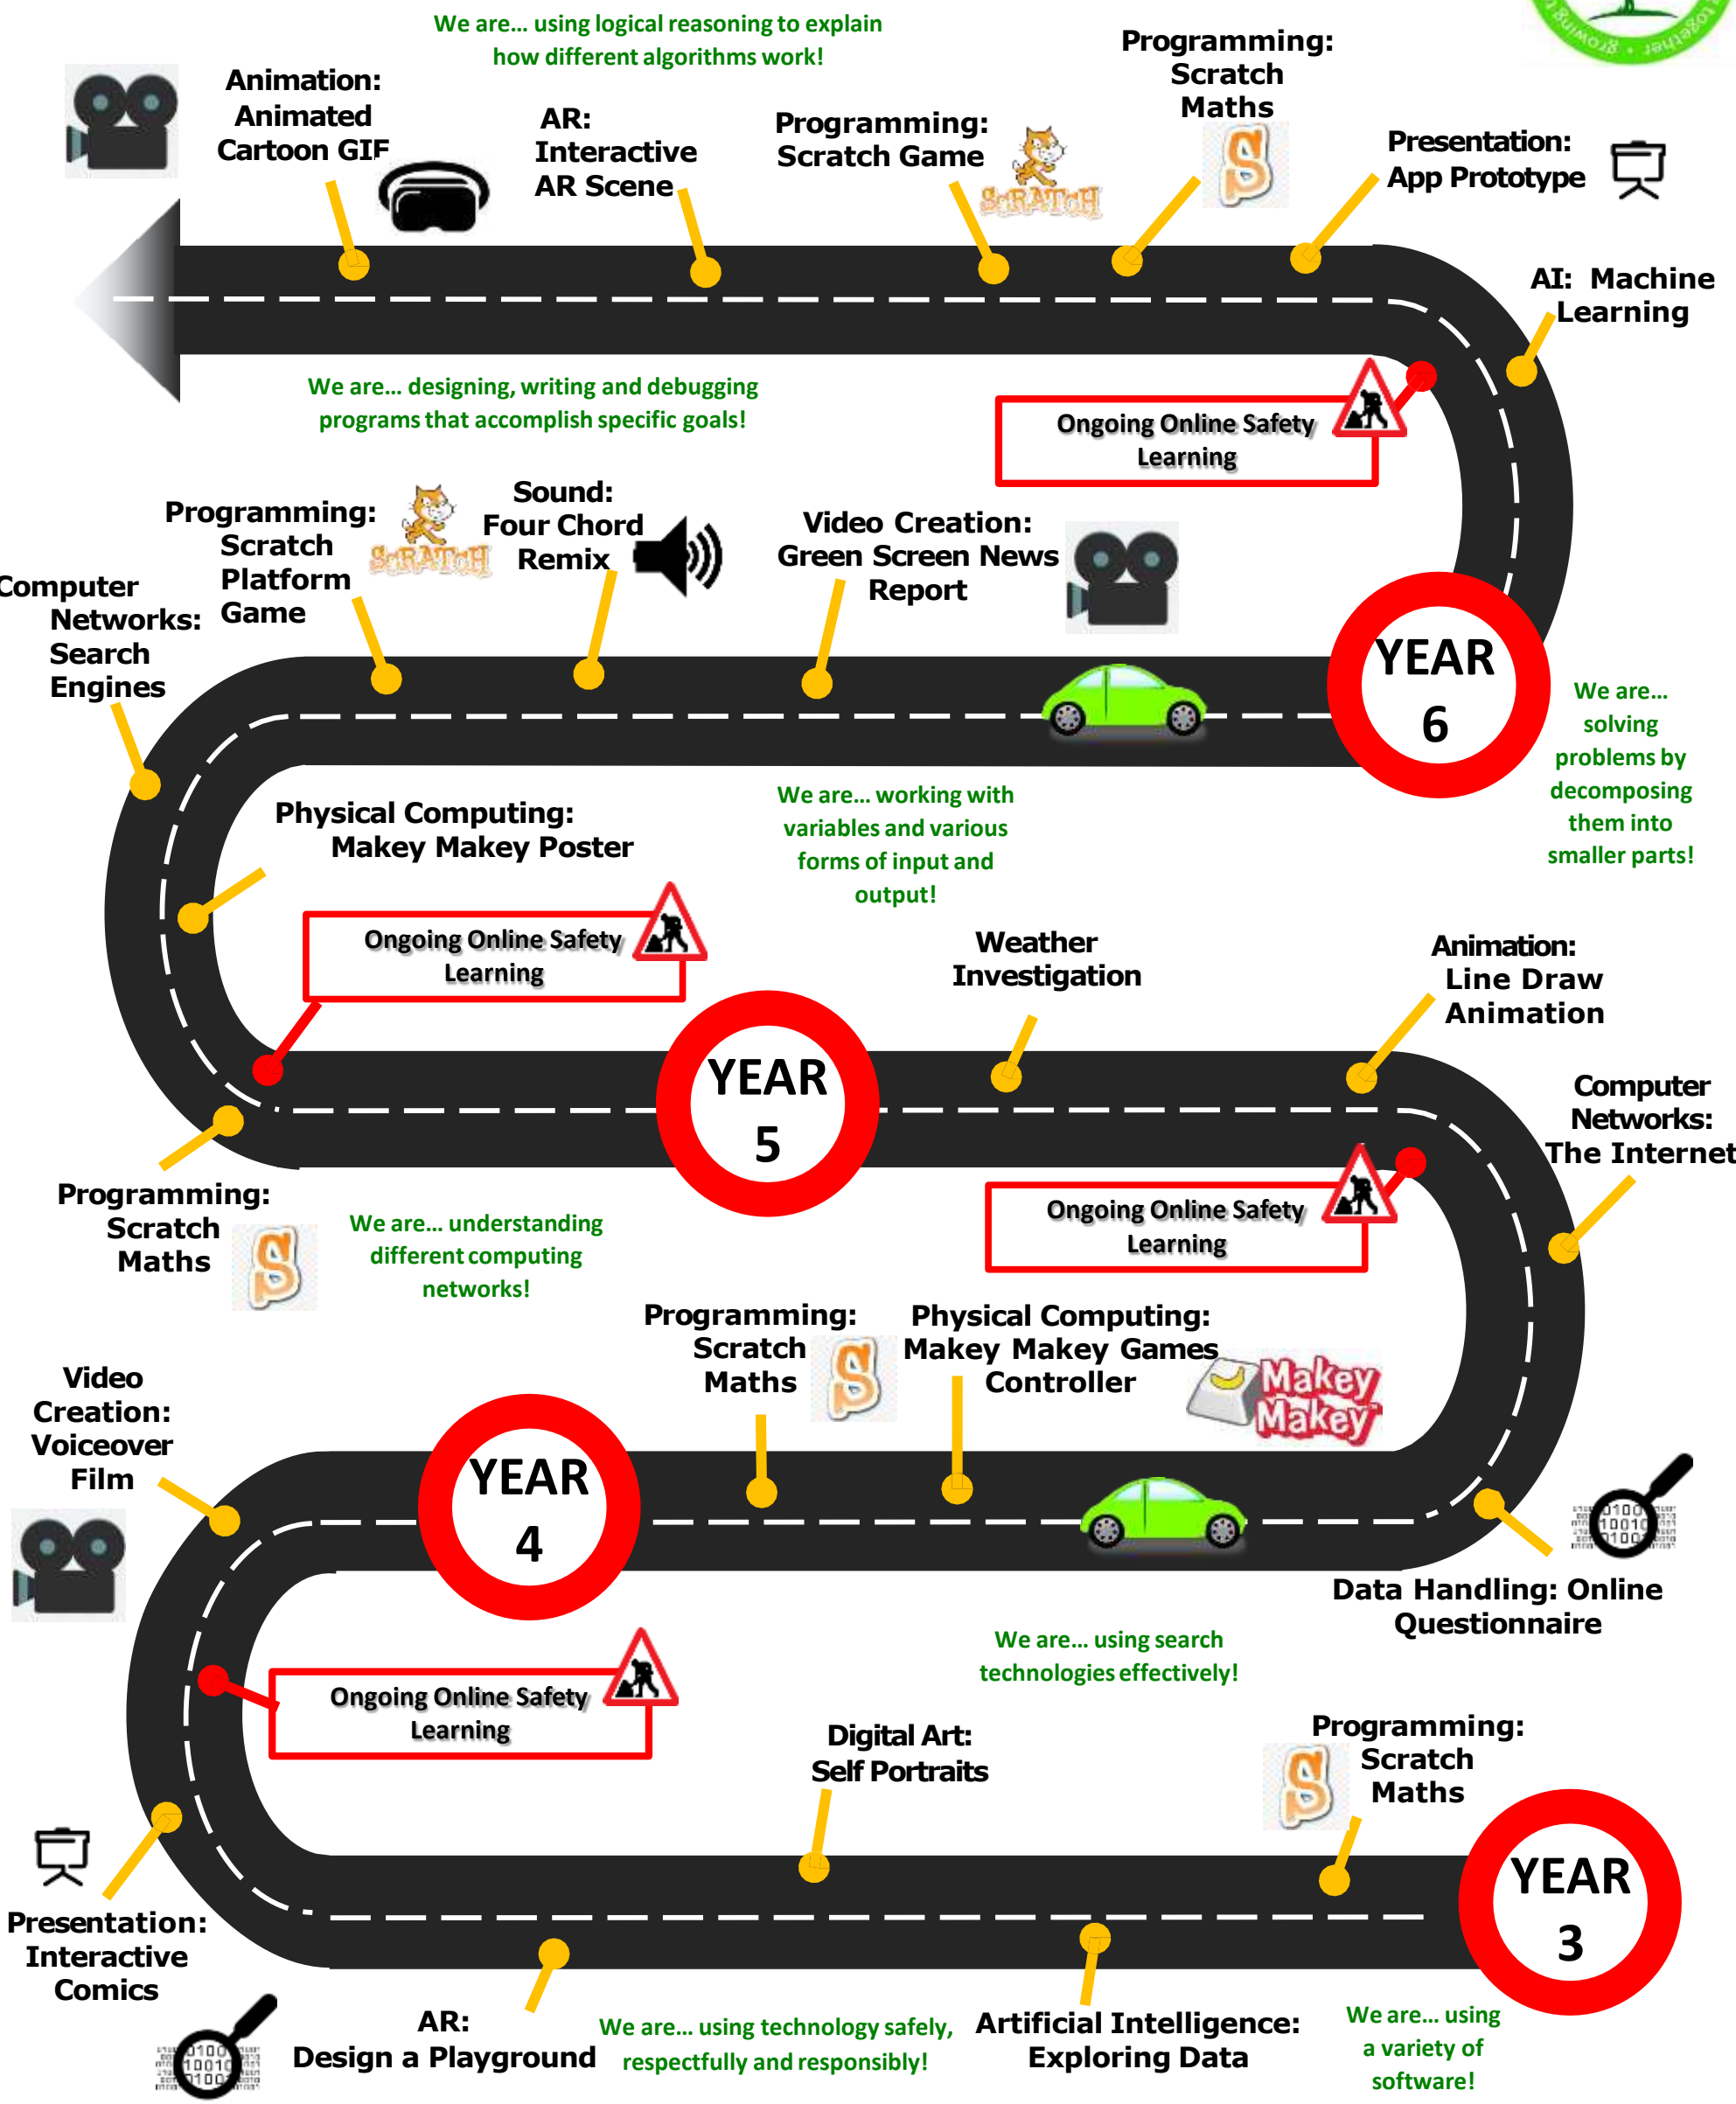 growing together
We are... using logical reasoning to explain
how different algorithms work!
Animation:
Animated
Cartoon GIF
AR:
Interactive
AR Scene
Programming:
Scratch Game
SCRATCH
Programming:
Scratch
Maths
S
Presentation:
App Prototype
AI: Machine
Learning
We are... designing, writing and debugging
programs that accomplish specific goals!
Ongoing Online Safety
Learning
Computer
Networks:
Search
Engines
Programming:
Scratch
Platform
Game
SCRATCH
Sound:
Four Chord
Remix
Video Creation:
Green Screen News
Report
YEAR
6
We are...
solving
problems by
decomposing
them into
smaller parts!
Physical Computing:
Makey Makey Poster
We are... working with
variables and various
forms of input and
output!
Ongoing Online Safety
Learning
YEAR
5
Weather
Investigation
Animation:
Line Draw
Animation
Computer
Networks:
The Internet
Programming:
Scratch
Maths
S
We are... understanding
different computing
networks!
Ongoing Online Safety
Learning
Programming:
Scratch
Maths
S
Physical Computing:
Makey Makey Games
Controller
Makey
Makey
Video
Creation:
Voiceover
Film
YEAR
4
Data Handling: Online
Questionnaire
We are... using search
technologies effectively!
Ongoing Online Safety
Learning
Digital Art:
Self Portraits
Programming:
Scratch
Maths
S
YEAR
3
Presentation:
Interactive
Comics
AR:
Design a Playground
We are... using technology safely,
respectfully and responsibly!
Artificial Intelligence:
Exploring Data
We are... using
a variety of
software!